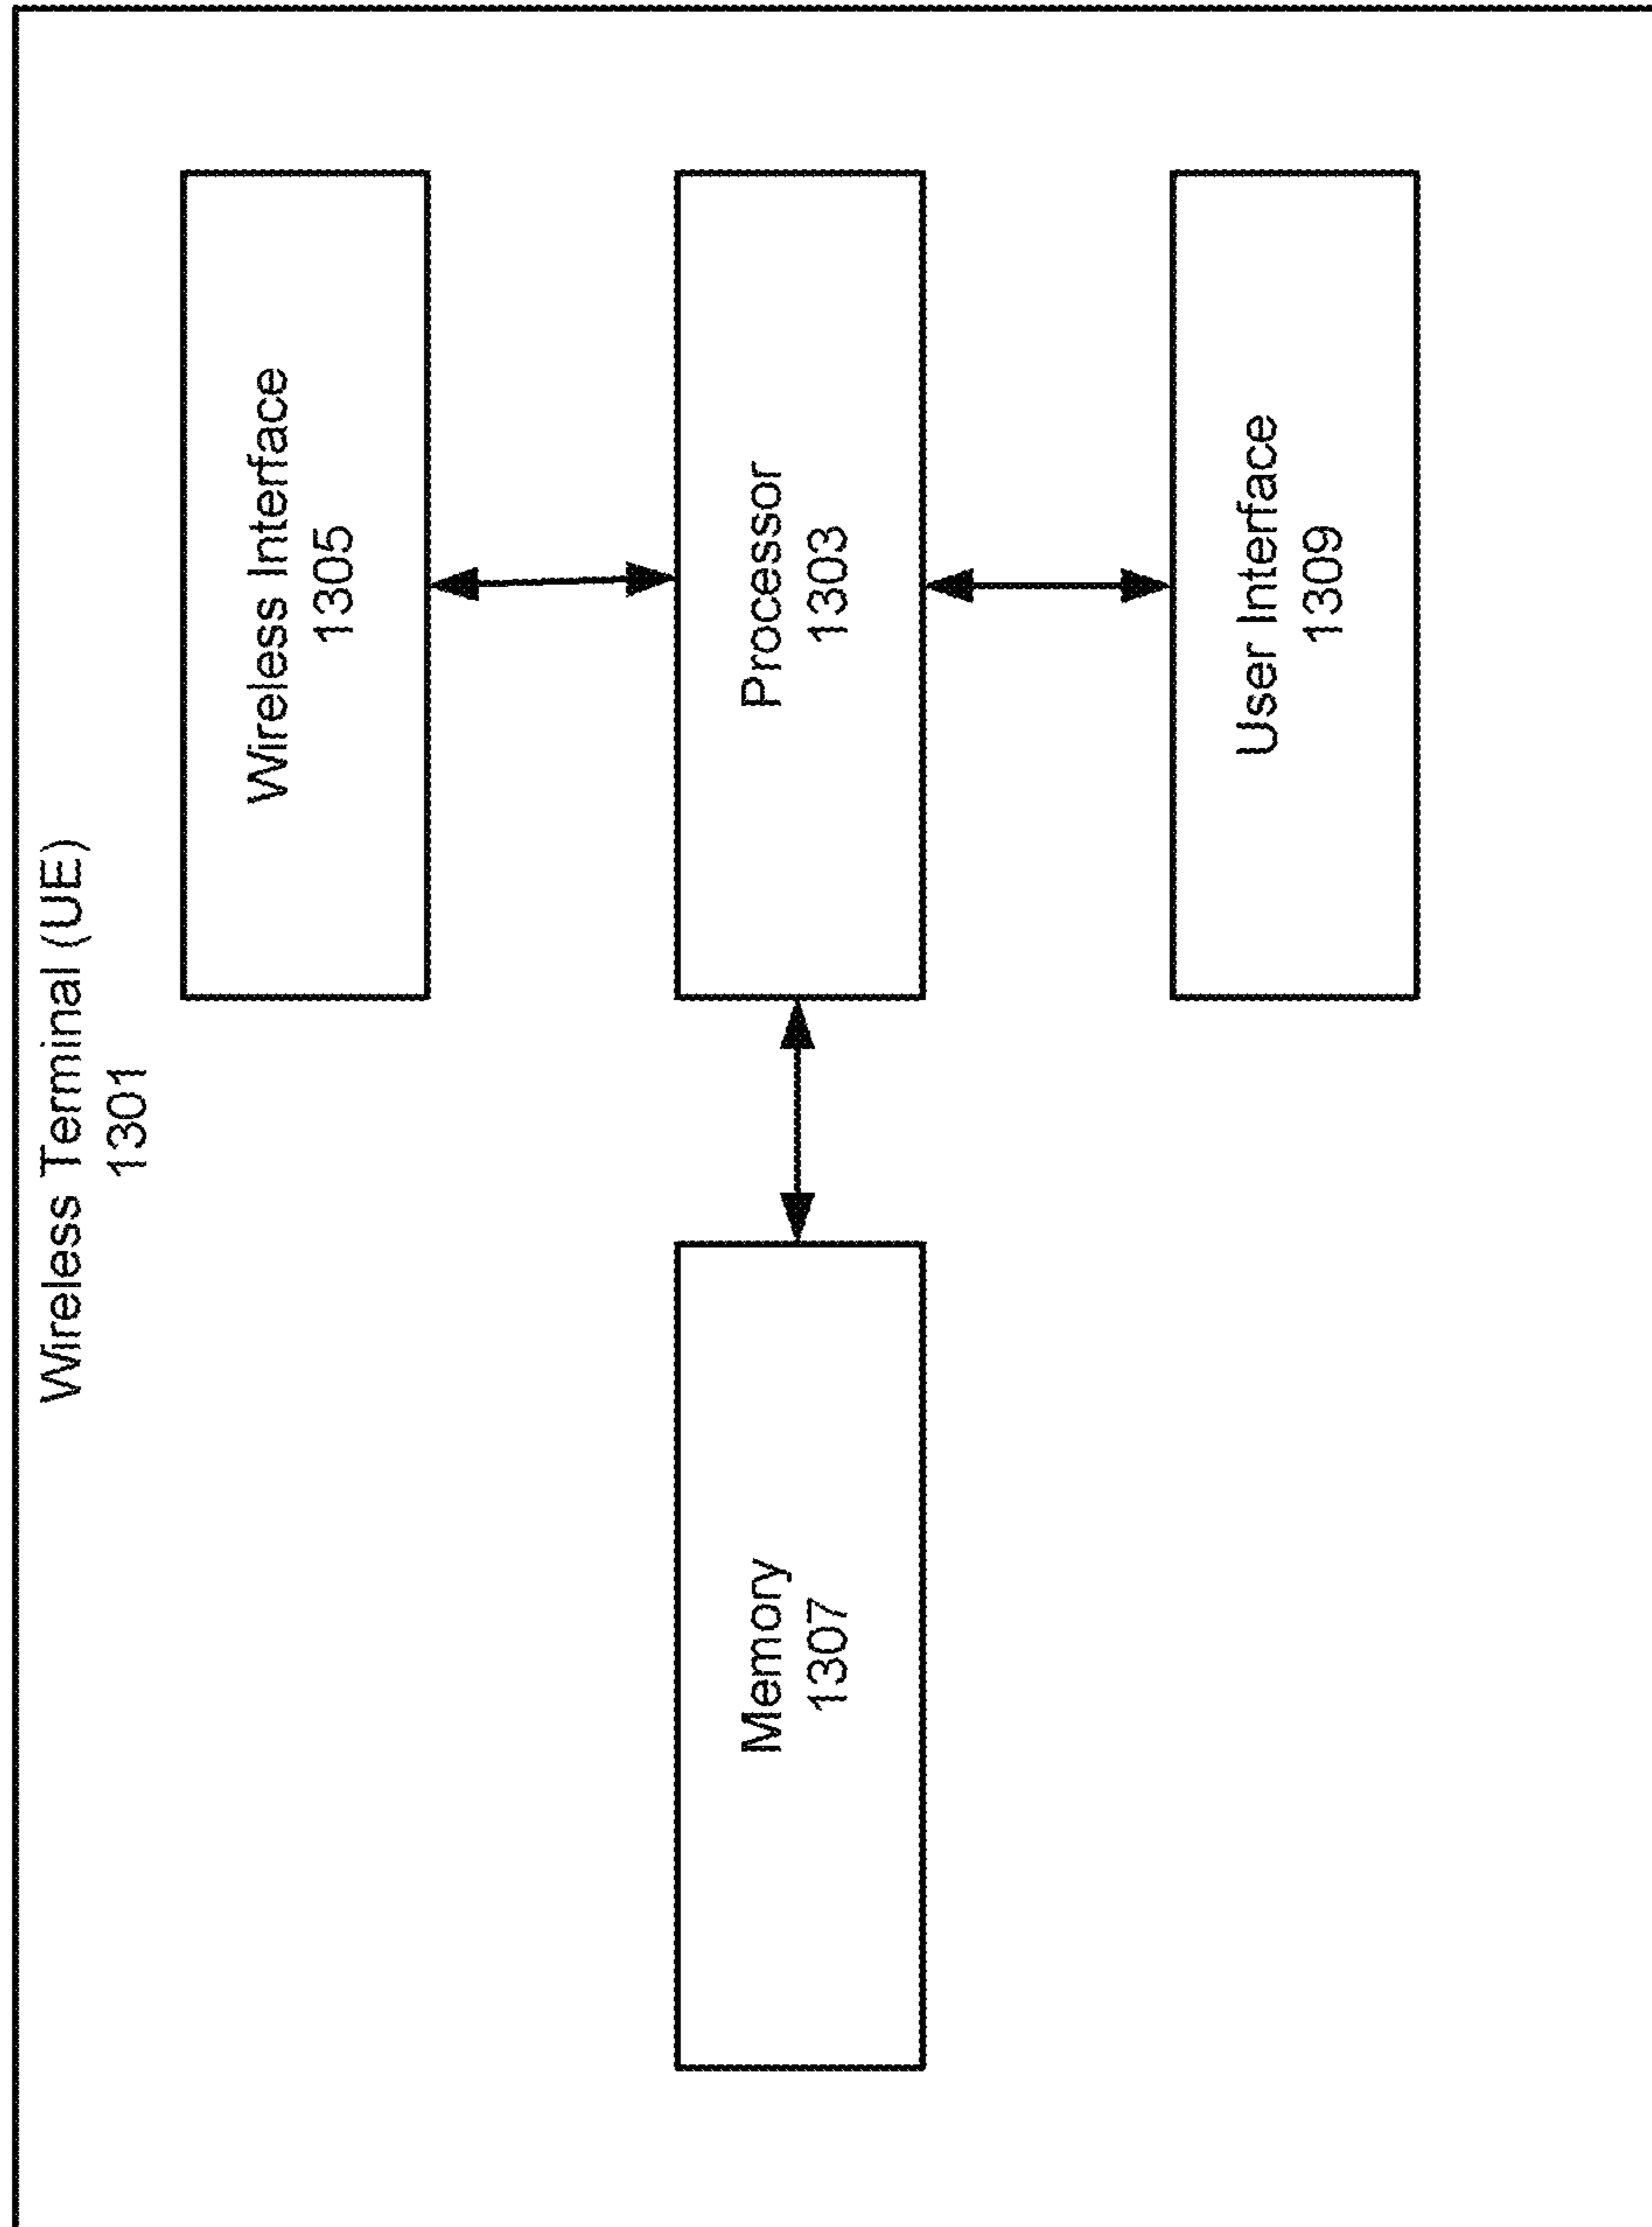 Wireless Terminal (UE)
1301
Wireless Interface
1305
Memory
1307
Processor
1303
User Interface
1309